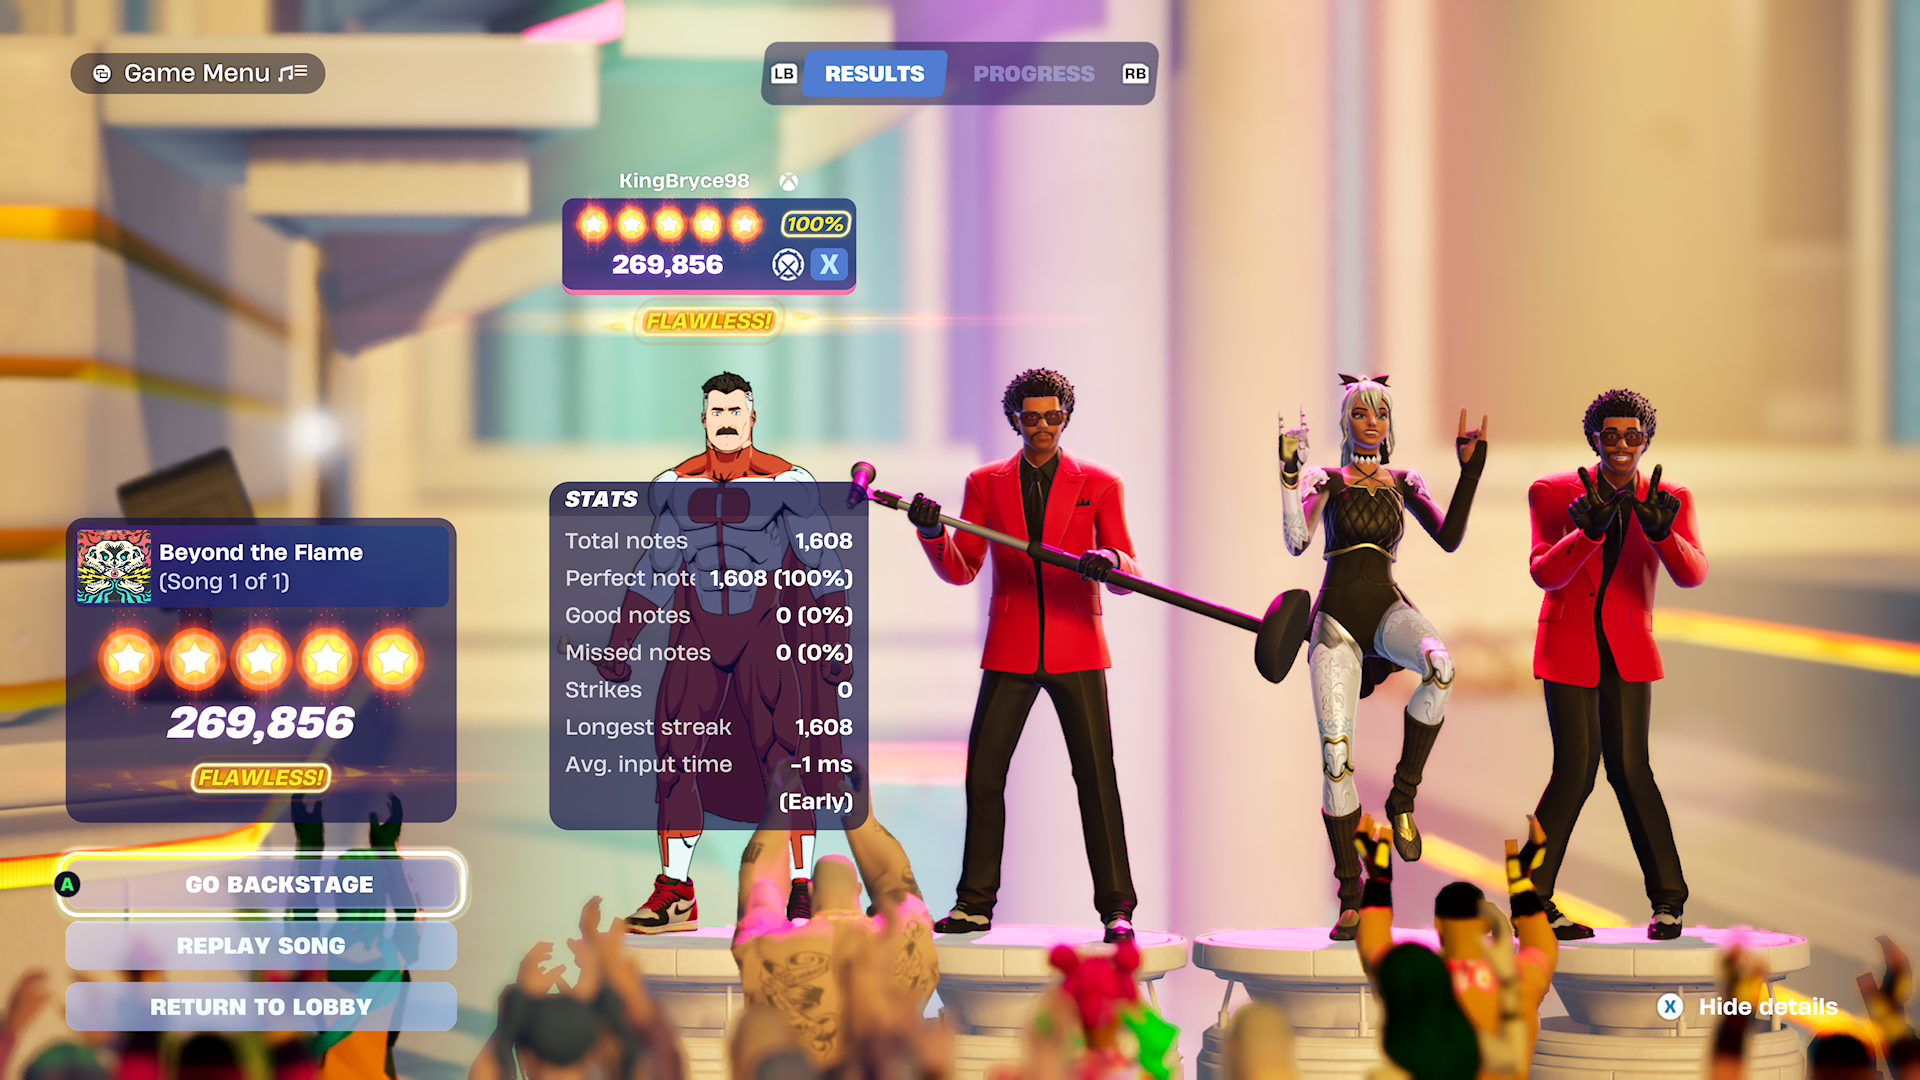 Game Menu
LB RESULTS PROGRESS RB
KingBryce98
100%
269,856 X
FLAWLESS!
STATS
Total notes 1,608
Perfect note 1,608 (100%)
Good notes 0 (0%)
Missed notes 0 (0%)
Strikes 0
Longest streak 1,608
Avg. input time -1 ms
(Early)
Beyond the Flame
(Song 1 of 1)
269,856
FLAWLESS!
A GO BACKSTAGE
REPLAY SONG
RETURN TO LOBBY
X Hide details